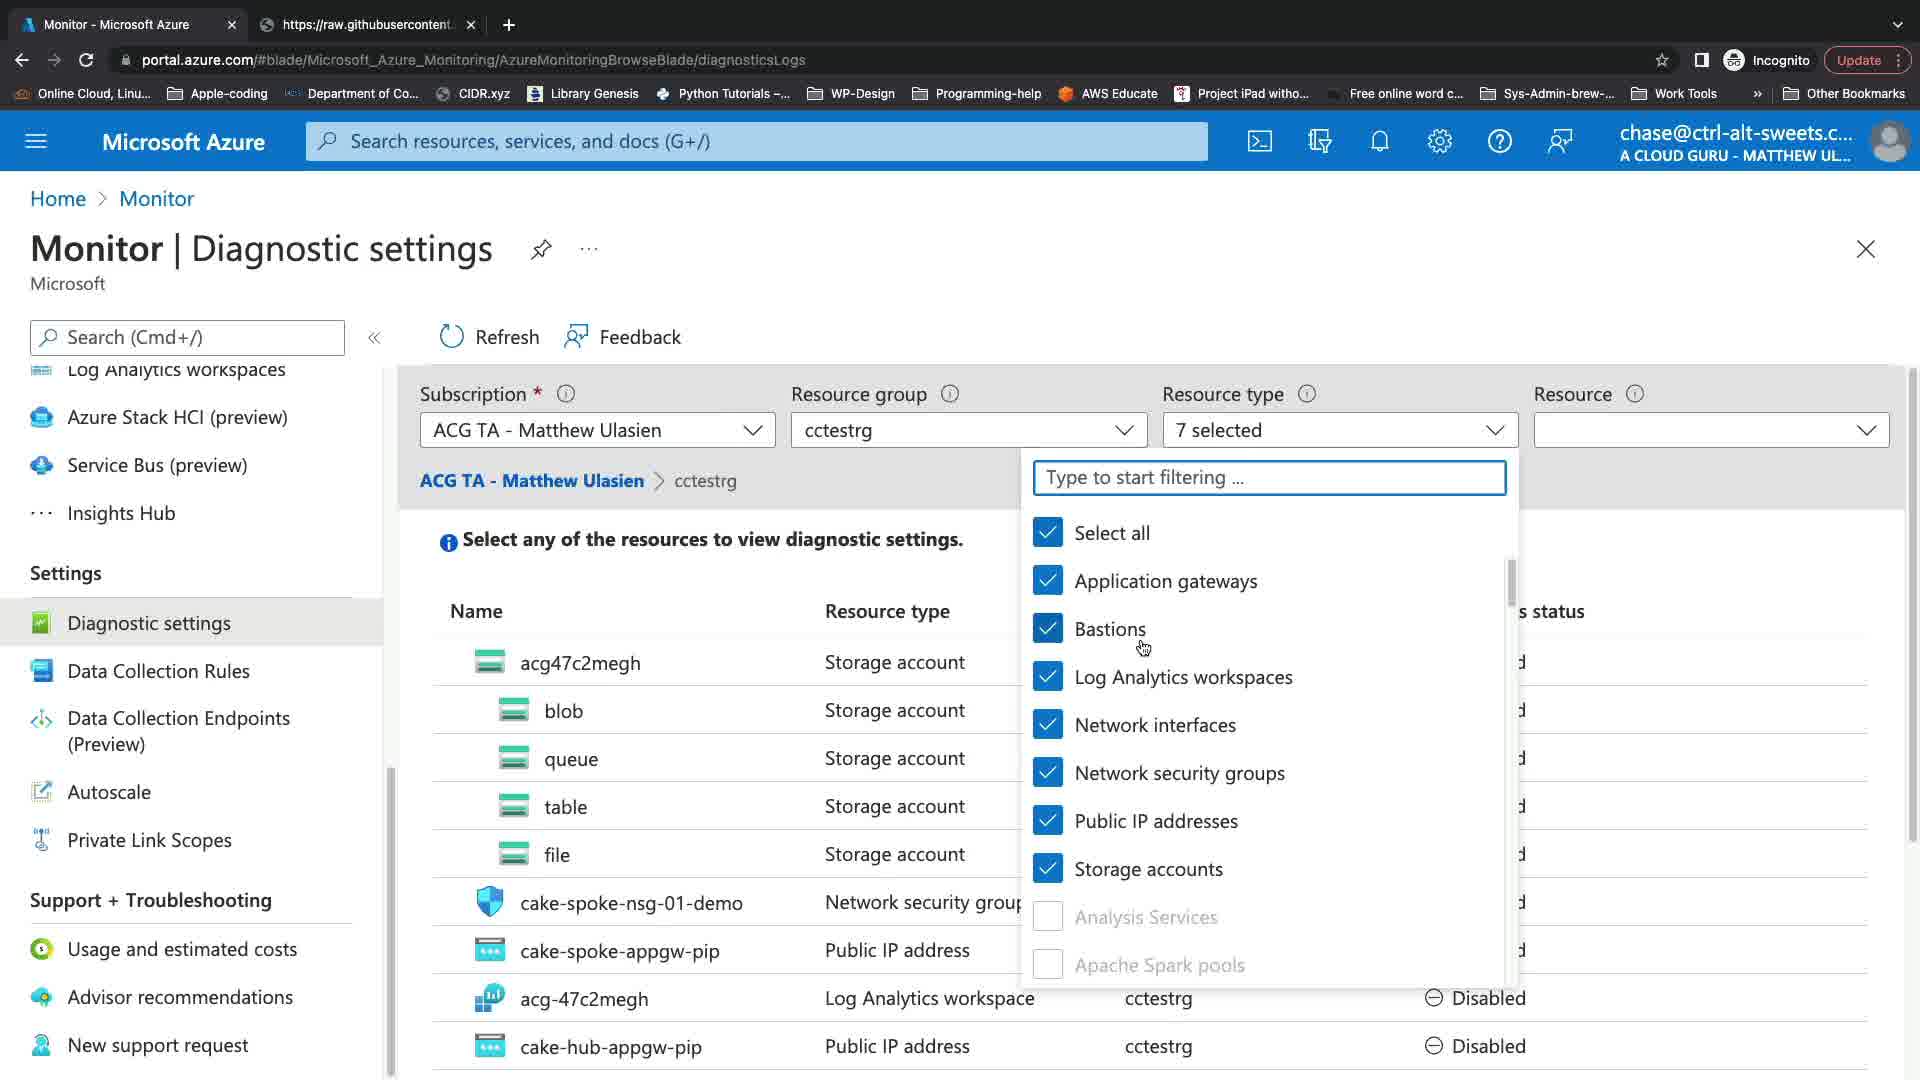 Monitor - Microsoft Azure
https://raw.githubusercontent.
portal.azure.com/#blade/Microsoft_Azure_Monitoring/AzureMonitoringBrowseBlade/diagnosticsLogs
Incognito
Update
Online Cloud, Linu...
Apple-coding
Department of Co...
CIDR.xyz
Library Genesis
Python Tutorials –...
WP-Design
Programming-help
AWS Educate
Project iPad witho...
Free online word c...
Sys-Admin-brew-...
Work Tools
»
Other Bookmarks
Microsoft Azure
Search resources, services, and docs (G+/)
chase@ctrl-alt-sweets.c...
A CLOUD GURU - MATTHEW UL...
Home > Monitor
Monitor | Diagnostic settings
...
Microsoft
Search (Cmd+/)
«
Refresh
Feedback
Log Analytics workspaces
Azure Stack HCI (preview)
Service Bus (preview)
Insights Hub
Settings
Diagnostic settings
Data Collection Rules
Data Collection Endpoints
(Preview)
Autoscale
Private Link Scopes
Support + Troubleshooting
Usage and estimated costs
Advisor recommendations
New support request
Subscription *
Resource group
Resource type
Resource
ACG TA - Matthew Ulasien
cctestrg
7 selected
ACG TA - Matthew Ulasien > cctestrg
Type to start filtering ...
Select all
Application gateways
Bastions
Log Analytics workspaces
Network interfaces
Network security groups
Public IP addresses
Storage accounts
Analysis Services
Apache Spark pools
Select any of the resources to view diagnostic settings.
Name
Resource type
s status
acg47c2megh
Storage account
d
blob
Storage account
d
queue
Storage account
d
table
Storage account
d
file
Storage account
d
cake-spoke-nsg-01-demo
Network security group
d
cake-spoke-appgw-pip
Public IP address
d
acg-47c2megh
Log Analytics workspace
cctestrg
Disabled
cake-hub-appgw-pip
Public IP address
cctestrg
Disabled